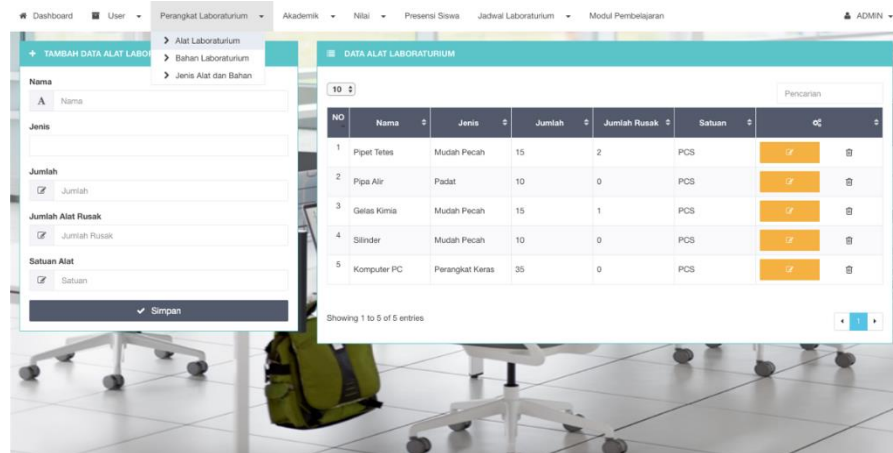 Dashboard User Perangkat Laboraturium Akademik Nilai Presensi Siswa Jadwal Laboraturium Modul Pembelajaran ADMIN
Alat Laboraturium
Bahan Laboraturium
Jenis Alat dan Bahan
TAMBAH DATA ALAT LABOR
Nama
A Nama
Jenis
Jumlah
Jumlah
Jumlah Alat Rusak
Jumlah Rusak
Satuan Alat
Satuan
Simpan
DATA ALAT LABORATURIUM
10
Pencarian
NO Nama Jenis Jumlah Jumlah Rusak Satuan
1 Pipet Tetes Mudah Pecah 15 2 PCS
2 Pipa Alir Padat 10 0 PCS
3 Gelas Kimia Mudah Pecah 15 1 PCS
4 Silinder Mudah Pecah 10 0 PCS
5 Komputer PC Perangkat Keras 35 0 PCS
Showing 1 to 5 of 5 entries
1